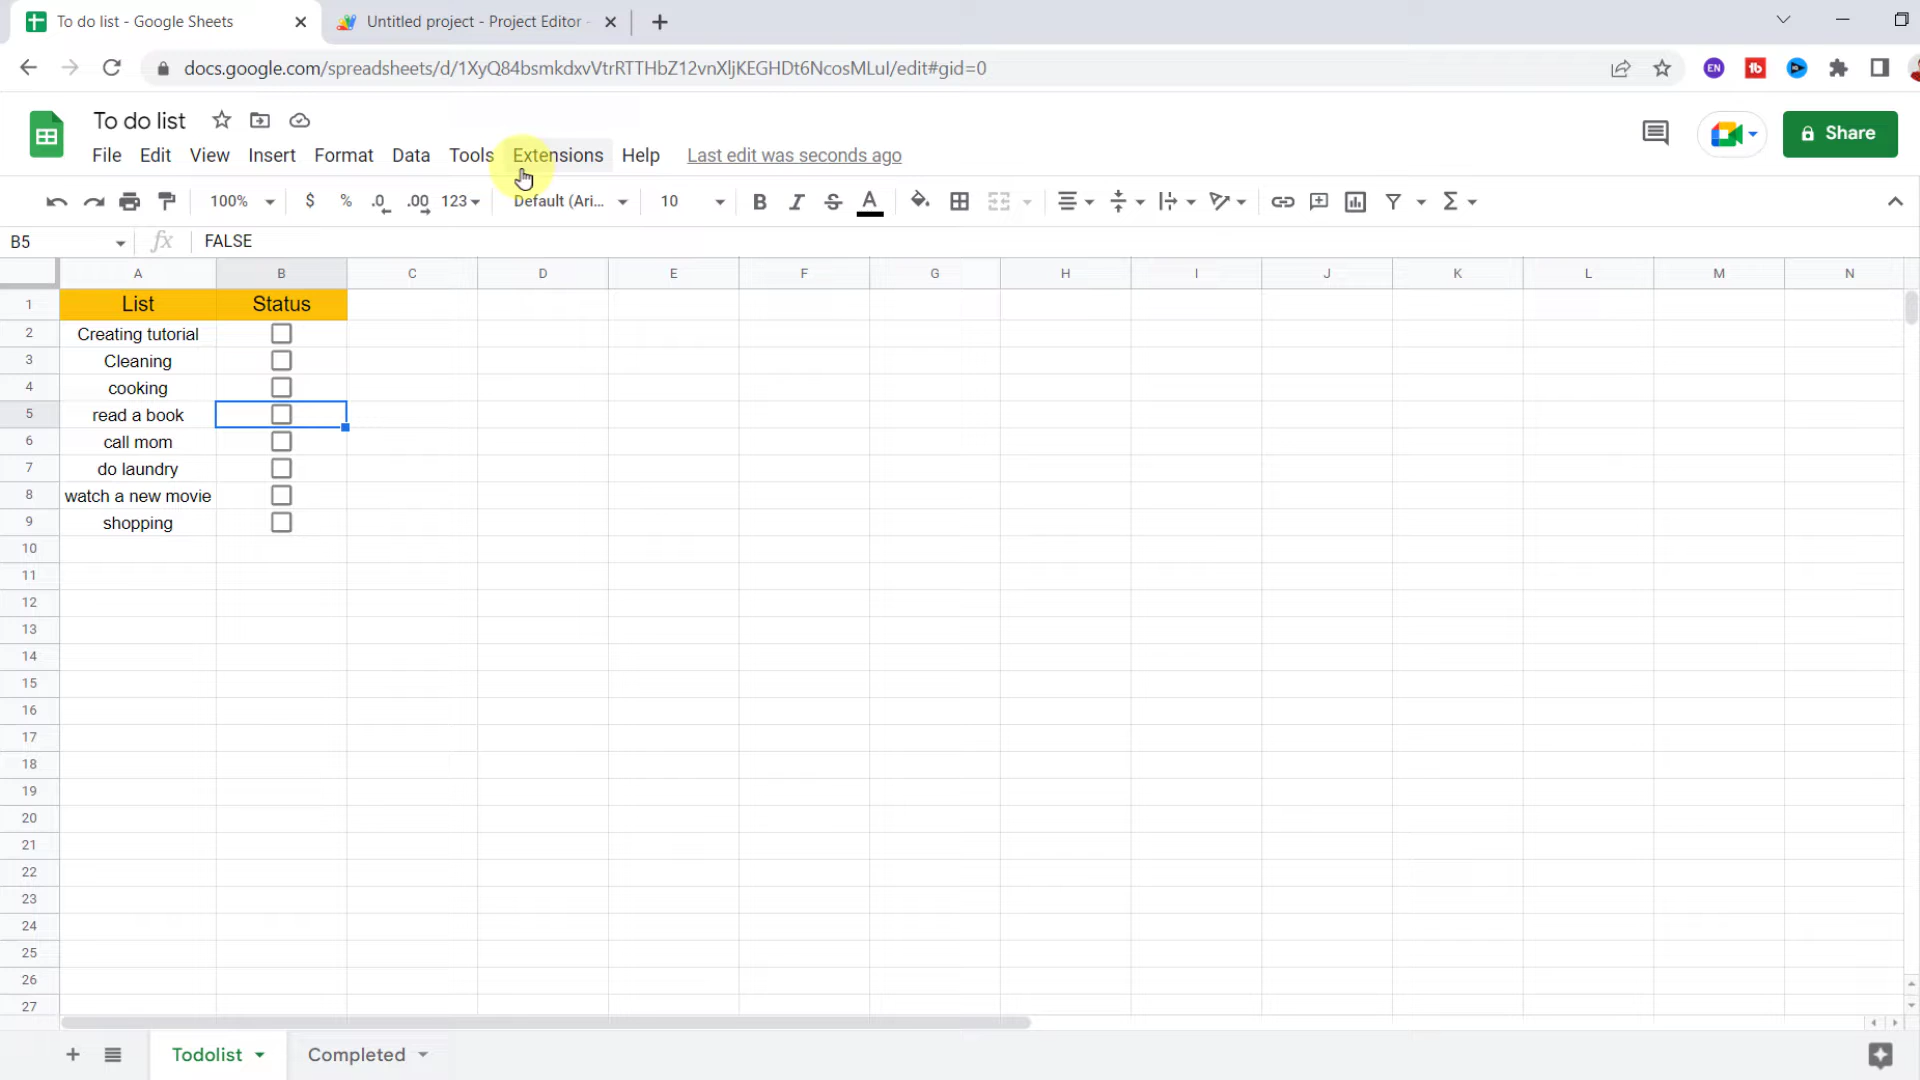 To do list - Google Sheets
Untitled project - Project Editor -
docs.google.com/spreadsheets/d/1XyQ84bsmkdxvVtrRTTHbZ12vnXljKEGHDt6NcosMLuI/edit#gid=0
EN
To do list
File Edit View Insert Format Data Tools Extensions Help Last edit was seconds ago
Share
100% $ % .0 .00 123 Default (Ari... 10 B I S A Σ
B5 fx FALSE
A B C D E F G H I J K L M N
1 List Status
2 Creating tutorial
3 Cleaning
4 cooking
5 read a book
6 call mom
7 do laundry
8 watch a new movie
9 shopping
10
11
12
13
14
15
16
17
18
19
20
21
22
23
24
25
26
27
Todolist Completed